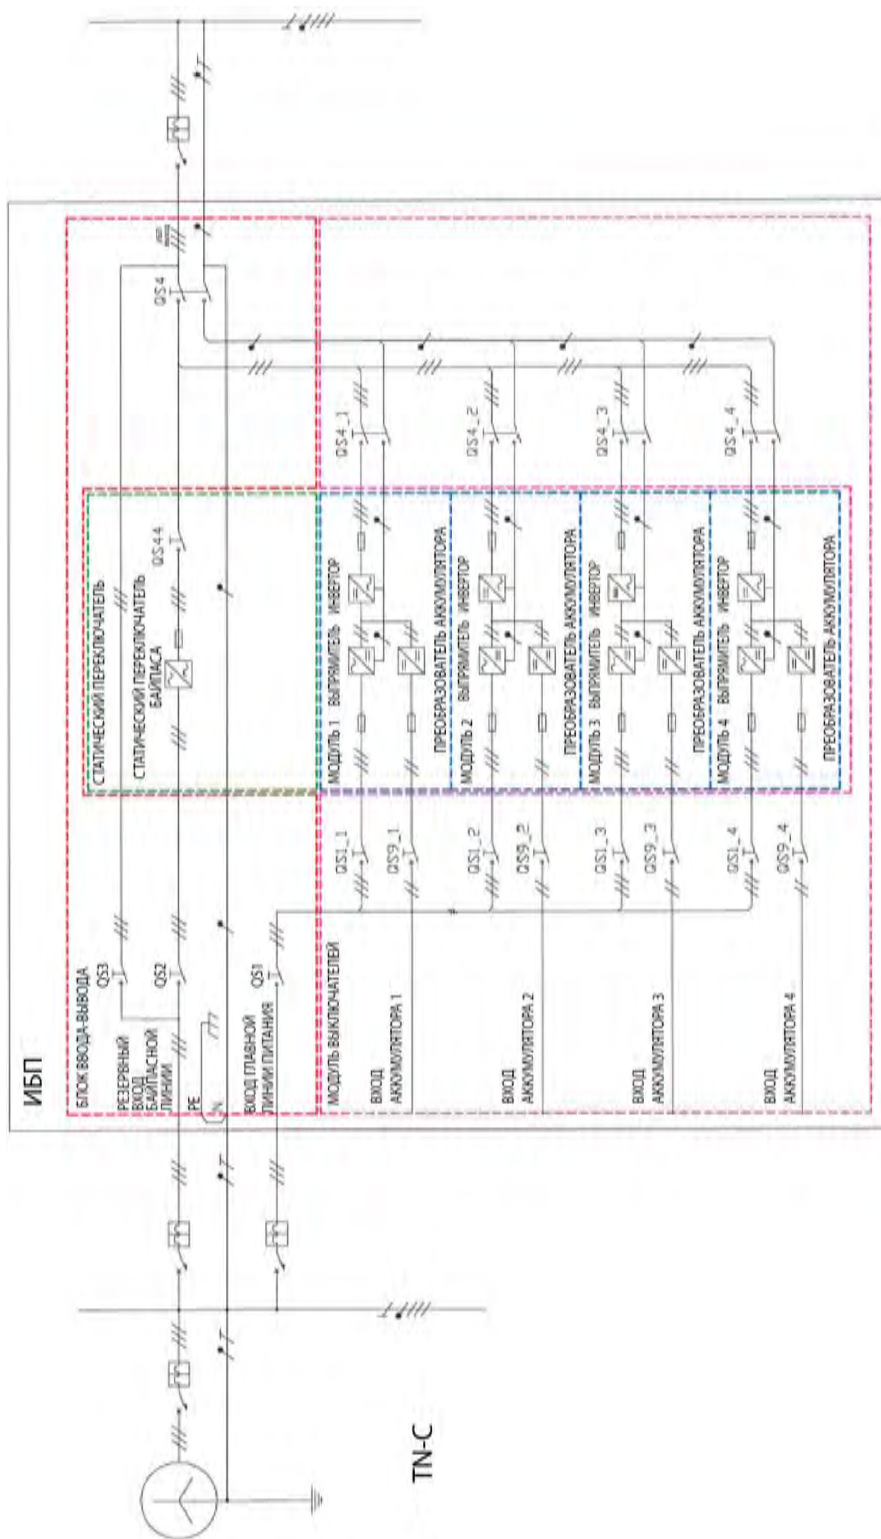 ИБП
БЛОК ВВОДА-ВЫВОДА
РЕЗЕРВНЫЙ
ВХОД
БАЙПАСНОЙ
ЛИНИИ
PE
N
ВХОД ГЛАВНОЙ
ЛИНИИ ПИТАНИЯ
QS3
QS2
QS1
СТАТИЧЕСКИЙ ПЕРЕКЛЮЧАТЕЛЬ
СТАТИЧЕСКИЙ ПЕРЕКЛЮЧАТЕЛЬ
БАЙПАСА
QS44
QS4
МОДУЛЬ ВЫКЛЮЧАТЕЛЕЙ
ВХОД
АККУМУЛЯТОРА 1
QS1_1
QS9_1
МОДУЛЬ 1 ВЫПРЯМИТЕЛЬ ИНВЕРТОР
ПРЕОБРАЗОВАТЕЛЬ АККУМУЛЯТОРА
QS4_1
ВХОД
АККУМУЛЯТОРА 2
QS1_2
QS9_2
МОДУЛЬ 2 ВЫПРЯМИТЕЛЬ ИНВЕРТОР
ПРЕОБРАЗОВАТЕЛЬ АККУМУЛЯТОРА
QS4_2
ВХОД
АККУМУЛЯТОРА 3
QS1_3
QS9_3
МОДУЛЬ 3 ВЫПРЯМИТЕЛЬ ИНВЕРТОР
ПРЕОБРАЗОВАТЕЛЬ АККУМУЛЯТОРА
QS4_3
ВХОД
АККУМУЛЯТОРА 4
QS1_4
QS9_4
МОДУЛЬ 4 ВЫПРЯМИТЕЛЬ ИНВЕРТОР
ПРЕОБРАЗОВАТЕЛЬ АККУМУЛЯТОРА
QS4_4
TN-C